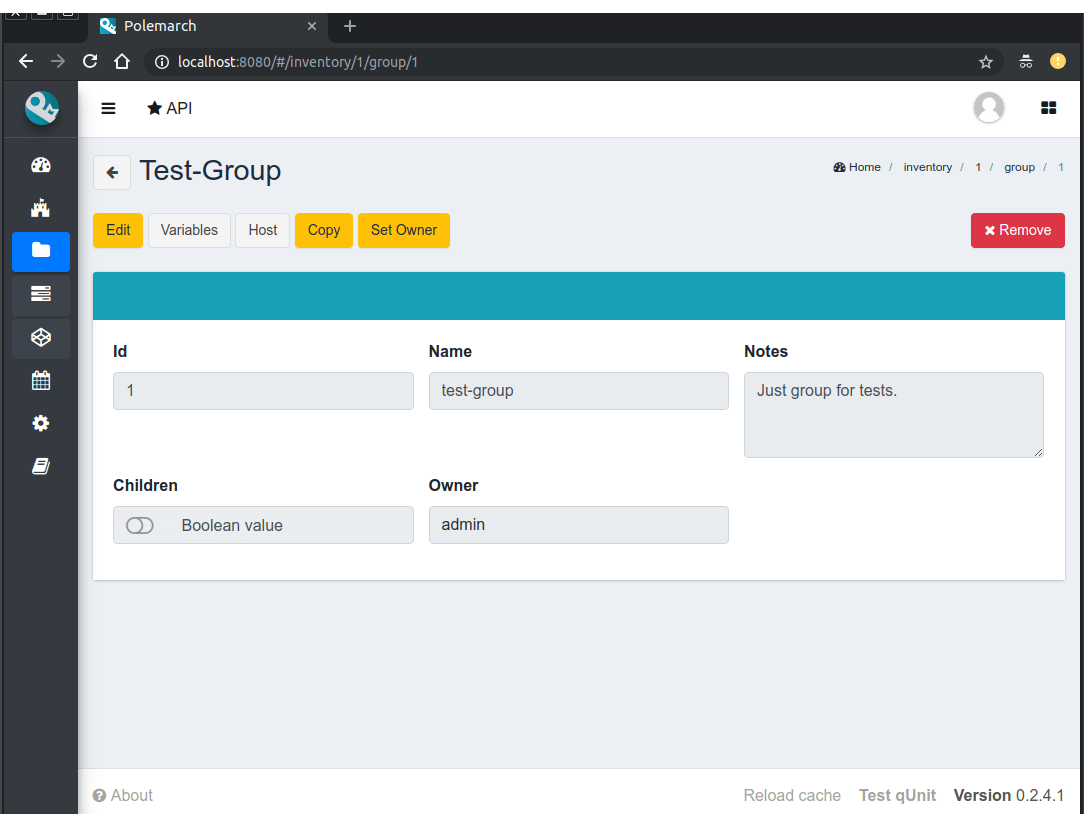 Polemarch
localhost:8080/#/inventory/1/group/1
API
Test-Group
Home / inventory / 1 / group / 1
Edit Variables Host Copy Set Owner Remove
Id Name Notes
1 test-group Just group for tests.
Children Owner
Boolean value admin
About Reload cache Test qUnit Version 0.2.4.1